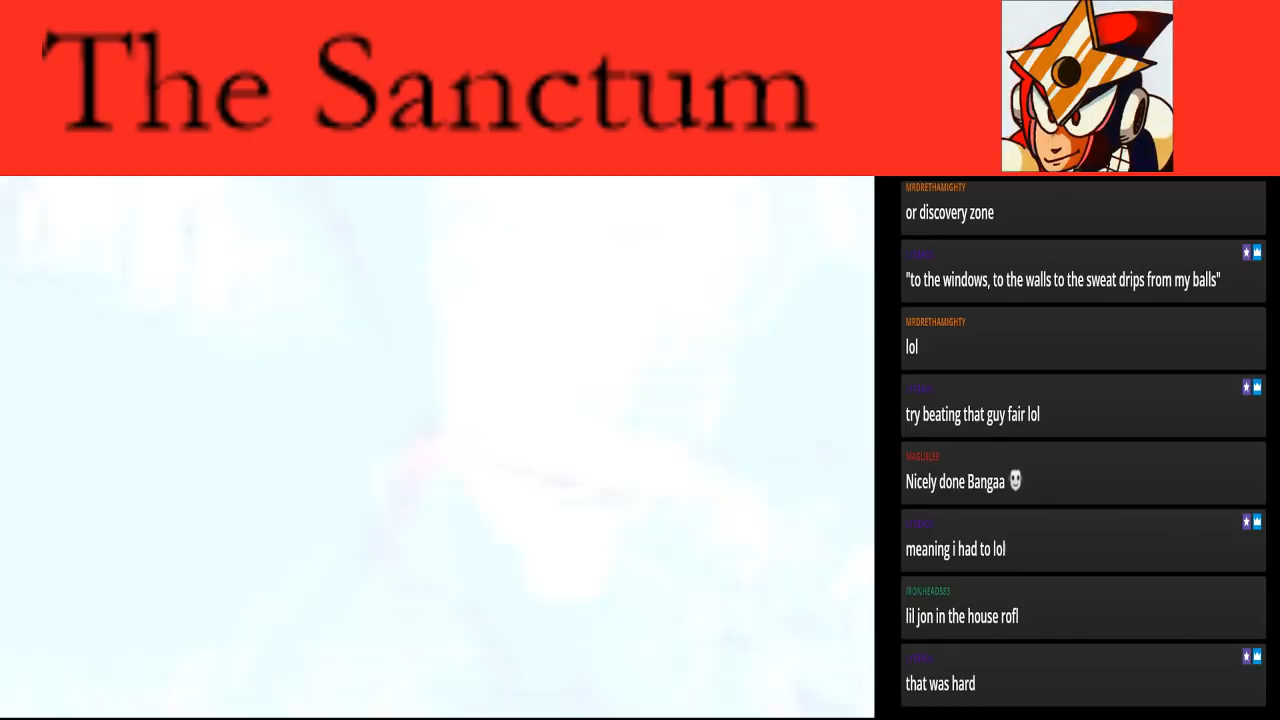 The Sanctum
MRDRETHAMIGHTY
or discovery zone
"to the windows, to the walls to the sweat drips from my balls"
MRDRETHAMIGHTY
lol
try beating that guy fair lol
MAGUSLEE
Nicely done Bangaa
meaning i had to lol
IRONHEAD583
lil jon in the house rofl
that was hard